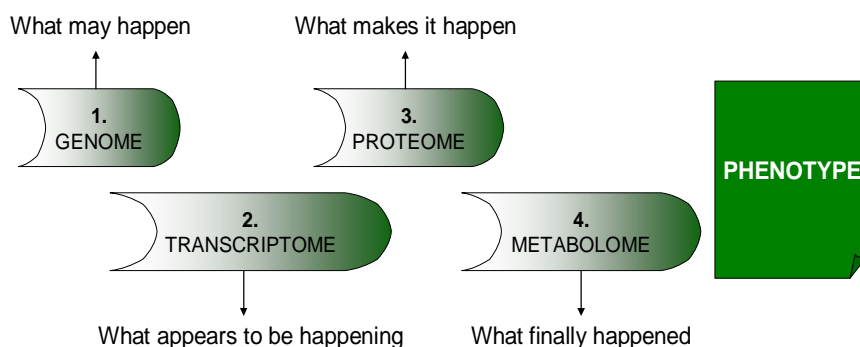 What may happen
What makes it happen
1.
GENOME
3.
PROTEOME
PHENOTYPE
2.
TRANSCRIPTOME
4.
METABOLOME
What appears to be happening
What finally happened